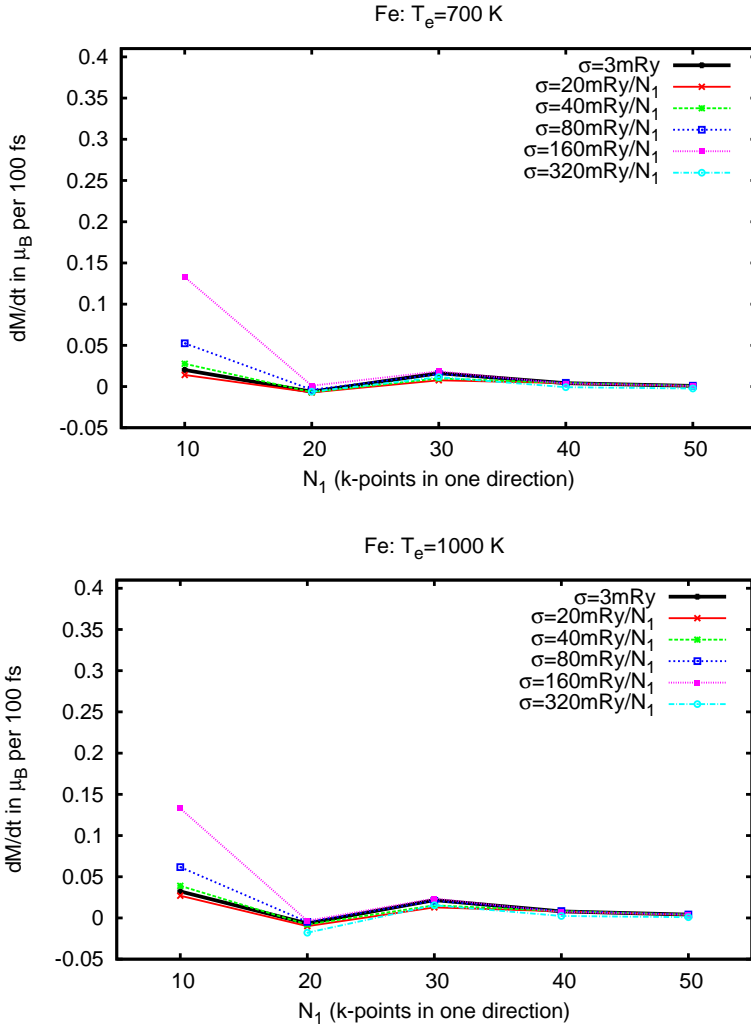 Fe: T_e=700 K
0.4
0.35
0.3
0.25
0.2
0.15
0.1
0.05
0
-0.05
dM/dt in μ_B per 100 fs
σ=3mRy
σ=20mRy/N_1
σ=40mRy/N_1
σ=80mRy/N_1
σ=160mRy/N_1
σ=320mRy/N_1
10 20 30 40 50
N_1 (k-points in one direction)
Fe: T_e=1000 K
0.4
0.35
0.3
0.25
0.2
0.15
0.1
0.05
0
-0.05
dM/dt in μ_B per 100 fs
σ=3mRy
σ=20mRy/N_1
σ=40mRy/N_1
σ=80mRy/N_1
σ=160mRy/N_1
σ=320mRy/N_1
10 20 30 40 50
N_1 (k-points in one direction)